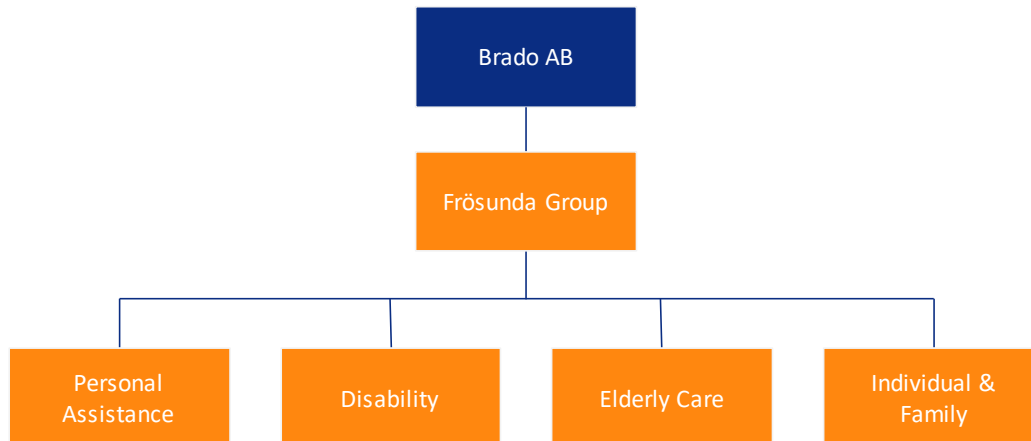 Brado AB
Frösunda Group
Personal
Assistance
Disability
Elderly Care
Individual &
Family